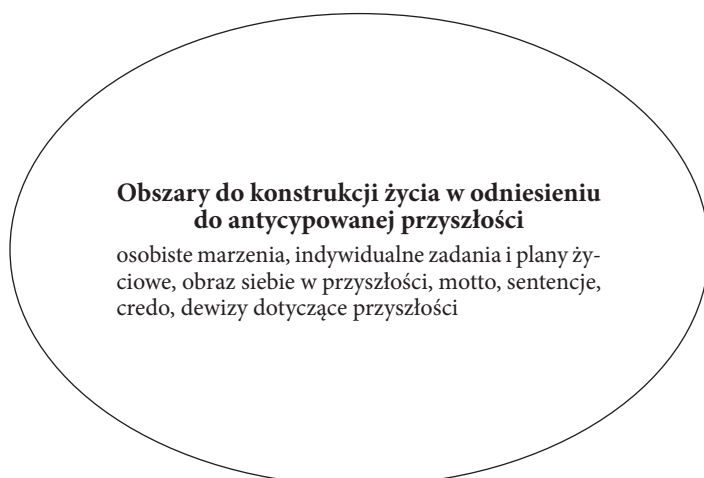 Obszary do konstrukcji życia w odniesieniu
do antycypowanej przyszłości
osobiste marzenia, indywidualne zadania i plany ży-
ciowe, obraz siebie w przyszłości, motto, sentencje,
credo, dewizy dotyczące przyszłości